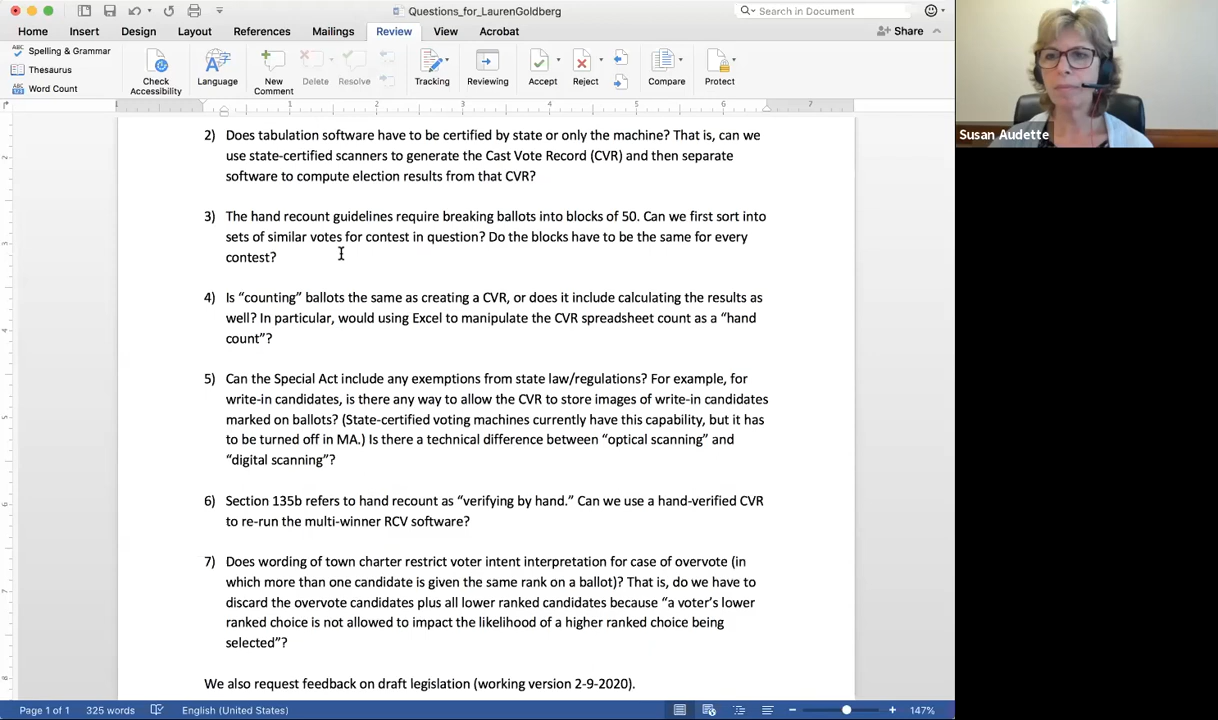 Questions_for_LaurenGoldberg
Search in Document
Home Insert Design Layout References Mailings Review View Acrobat Share
ABC Spelling & Grammar
Thesaurus
ABC 123 Word Count
Check Accessibility
Language
New Comment
Delete
Resolve
Tracking
Reviewing
Accept
Reject
Compare
Protect
Susan Audette
1 1 2 3 4 5 6 7
2) Does tabulation software have to be certified by state or only the machine? That is, can we
use state-certified scanners to generate the Cast Vote Record (CVR) and then separate
software to compute election results from that CVR?
3) The hand recount guidelines require breaking ballots into blocks of 50. Can we first sort into
sets of similar votes for contest in question? Do the blocks have to be the same for every
contest?
4) Is “counting” ballots the same as creating a CVR, or does it include calculating the results as
well? In particular, would using Excel to manipulate the CVR spreadsheet count as a “hand
count”?
5) Can the Special Act include any exemptions from state law/regulations? For example, for
write-in candidates, is there any way to allow the CVR to store images of write-in candidates
marked on ballots? (State-certified voting machines currently have this capability, but it has
to be turned off in MA.) Is there a technical difference between “optical scanning” and
“digital scanning”?
6) Section 135b refers to hand recount as “verifying by hand.” Can we use a hand-verified CVR
to re-run the multi-winner RCV software?
7) Does wording of town charter restrict voter intent interpretation for case of overvote (in
which more than one candidate is given the same rank on a ballot)? That is, do we have to
discard the overvote candidates plus all lower ranked candidates because “a voter’s lower
ranked choice is not allowed to impact the likelihood of a higher ranked choice being
selected”?
We also request feedback on draft legislation (working version 2-9-2020).
Page 1 of 1 325 words English (United States) 147%